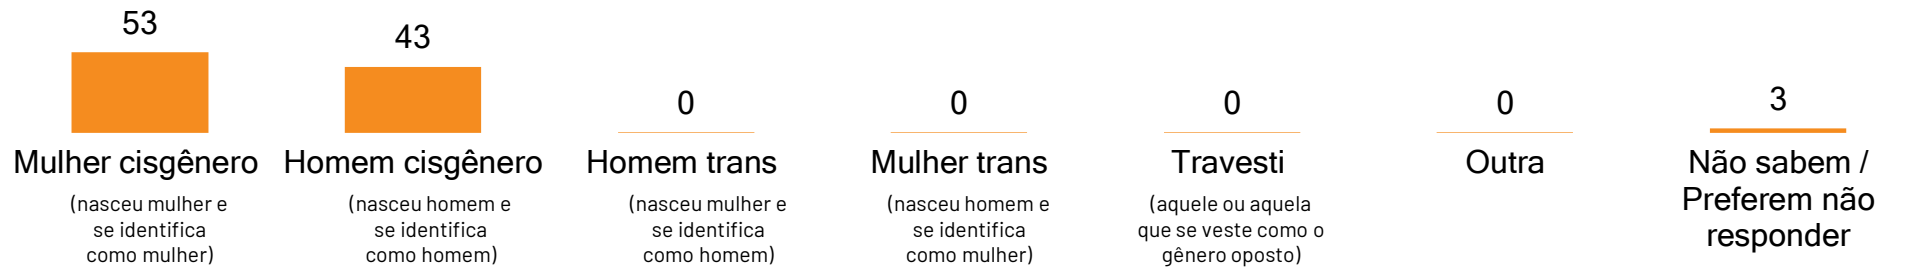 53
43
0
0
0
0
3
Mulher cisgênero
(nasceu mulher e
se identifica
como mulher)
Homem cisgênero
(nasceu homem e
se identifica
como homem)
Homem trans
(nasceu mulher e
se identifica
como homem)
Mulher trans
(nasceu homem e
se identifica
como mulher)
Travesti
(aquele ou aquela
que se veste como o
gênero oposto)
Outra
Não sabem /
Preferem não
responder